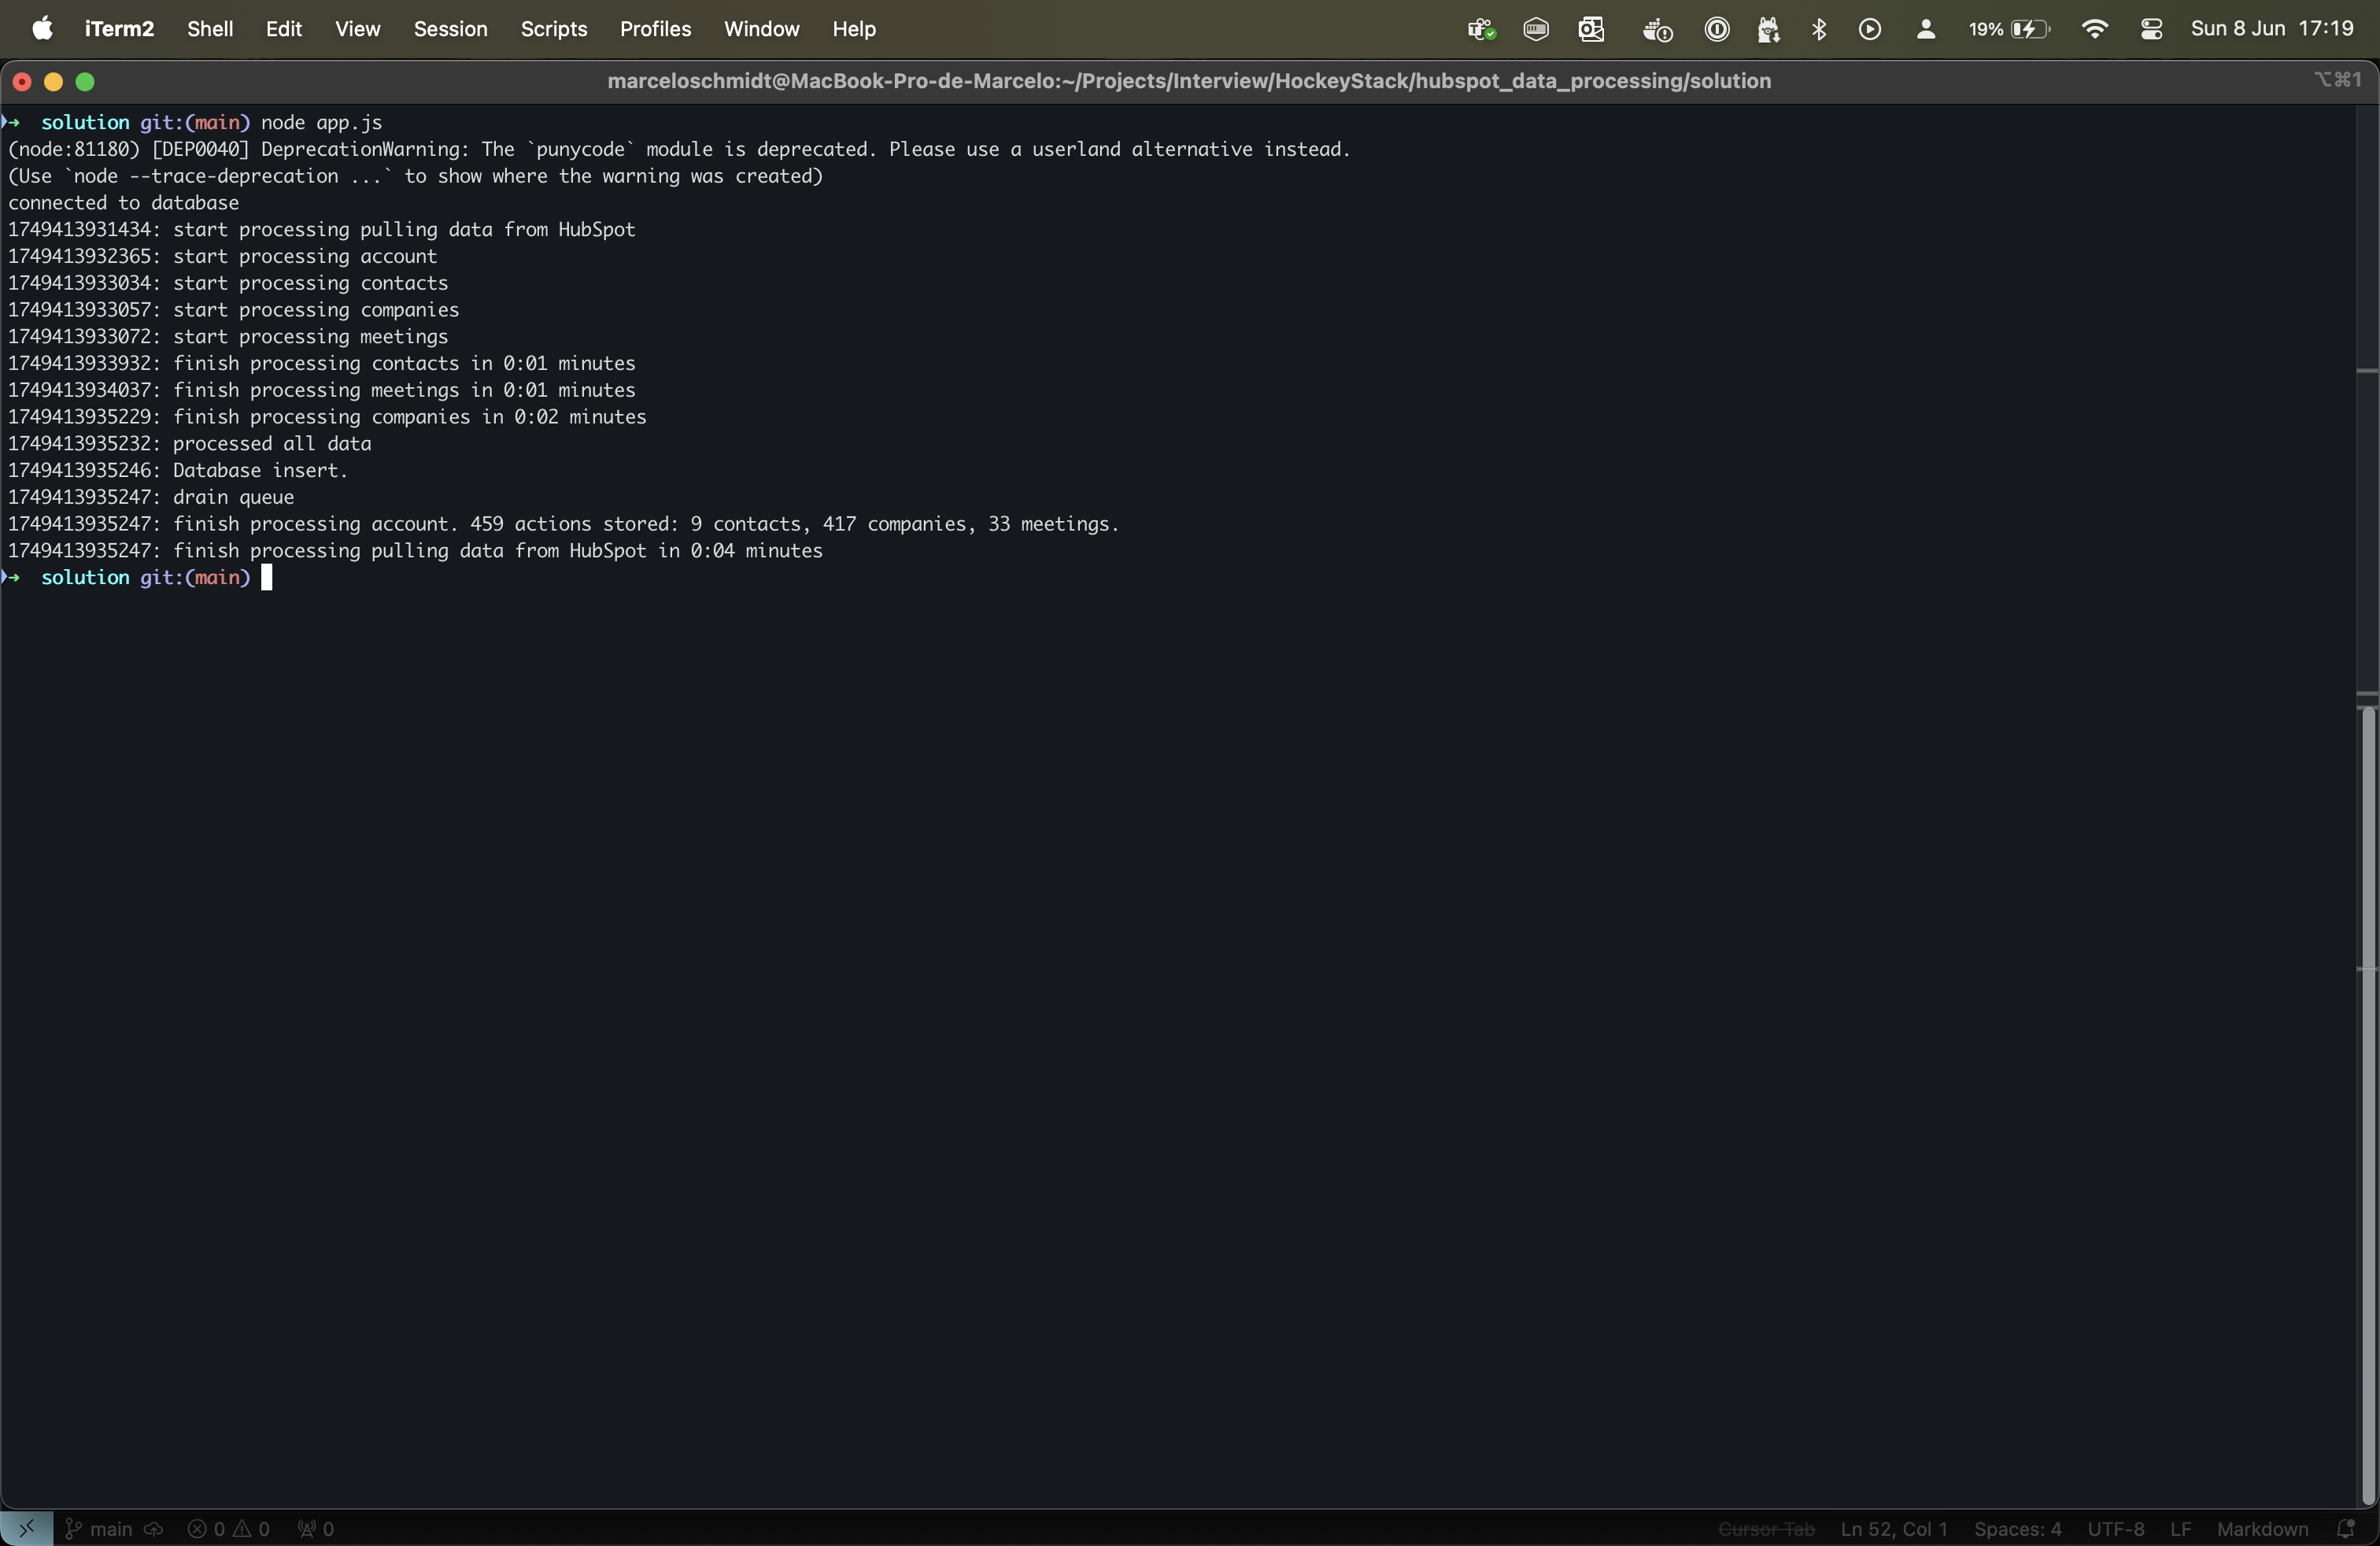 iTerm2 Shell Edit View Session Scripts Profiles Window Help 19% Sun 8 Jun 17:19
marceloschmidt@MacBook-Pro-de-Marcelo:~/Projects/Interview/HockeyStack/hubspot_data_processing/solution ⌥⌘1
➜ solution git:(main) node app.js
(node:81180) [DEP0040] DeprecationWarning: The `punycode` module is deprecated. Please use a userland alternative instead.
(Use `node --trace-deprecation ...` to show where the warning was created)
connected to database
1749413931434: start processing pulling data from HubSpot
1749413932365: start processing account
1749413933034: start processing contacts
1749413933057: start processing companies
1749413933072: start processing meetings
1749413933932: finish processing contacts in 0:01 minutes
1749413934037: finish processing meetings in 0:01 minutes
1749413935229: finish processing companies in 0:02 minutes
1749413935232: processed all data
1749413935246: Database insert.
1749413935247: drain queue
1749413935247: finish processing account. 459 actions stored: 9 contacts, 417 companies, 33 meetings.
1749413935247: finish processing pulling data from HubSpot in 0:04 minutes
➜ solution git:(main)
main 0 0 0 Cursor Tab Ln 52, Col 1 Spaces: 4 UTF-8 LF Markdown